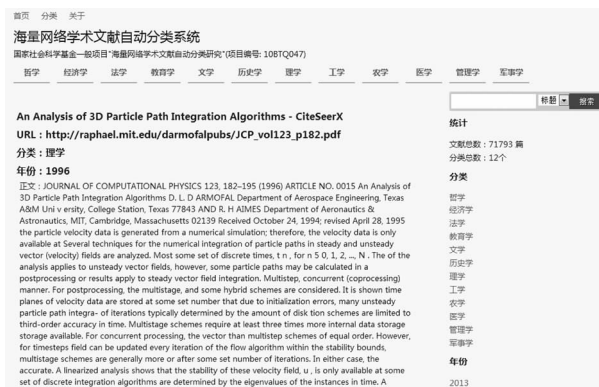 首页 分类 关于
海量网络学术文献自动分类系统
国家社会科学基金一般项目"海量网络学术文献自动分类研究"(项目编号: 10BTQ047)
哲学 经济学 法学 教育学 文学 历史学 理学 工学 农学 医学 管理学 军事学
标题 搜索
An Analysis of 3D Particle Path Integration Algorithms - CiteSeerX
URL : http://raphael.mit.edu/darmofalpubs/JCP_vol123_p182.pdf
分类 : 理学
年份 : 1996
正文 : JOURNAL OF COMPUTATIONAL PHYSICS 123, 182–195 (1996) ARTICLE NO. 0015 An Analysis of
3D Particle Path Integration Algorithms D. L. D ARMOFAL Department of Aerospace Engineering, Texas
A&M Uni v ersity, College Station, Texas 77843 AND R. H AIMES Department of Aeronautics &
Astronautics, MIT, Cambridge, Massachusetts 02139 Received October 24, 1994; revised April 28, 1995
the particle velocity data is generated from a numerical simulation; therefore, the velocity data is only
available at Several techniques for the numerical integration of particle paths in steady and unsteady
vector (velocity) fields are analyzed. Most some set of discrete times, t n , for n 5 0, 1, 2, ..., N . The of the
analysis applies to unsteady vector fields, however, some particle paths may be calculated in a
postprocessing or results apply to steady vector field integration. Multistep, concurrent (coprocessing)
manner. For postprocessing, the multistage, and some hybrid schemes are considered. It is shown time
planes of velocity data are stored at some set number that due to initialization errors, many unsteady
particle path integra- of iterations typically determined by the amount of disk tion schemes are limited to
third-order accuracy in time. Multistage schemes require at least three times more internal data storage
storage available. For concurrent processing, the vector than multistep schemes of equal order. However,
for timesteps field can be updated every iteration of the flow algorithm within the stability bounds,
multistage schemes are generally more or after some set number of iterations. In either case, the
accurate. A linearized analysis shows that the stability of these velocity field, u , is only available at some
set of discrete integration algorithms are determined by the eigenvalues of the instances in time. A
统计
文献总数 : 71793 篇
分类总数 : 12个
分类
哲学
经济学
法学
教育学
文学
历史学
理学
工学
农学
医学
管理学
军事学
年份
2013